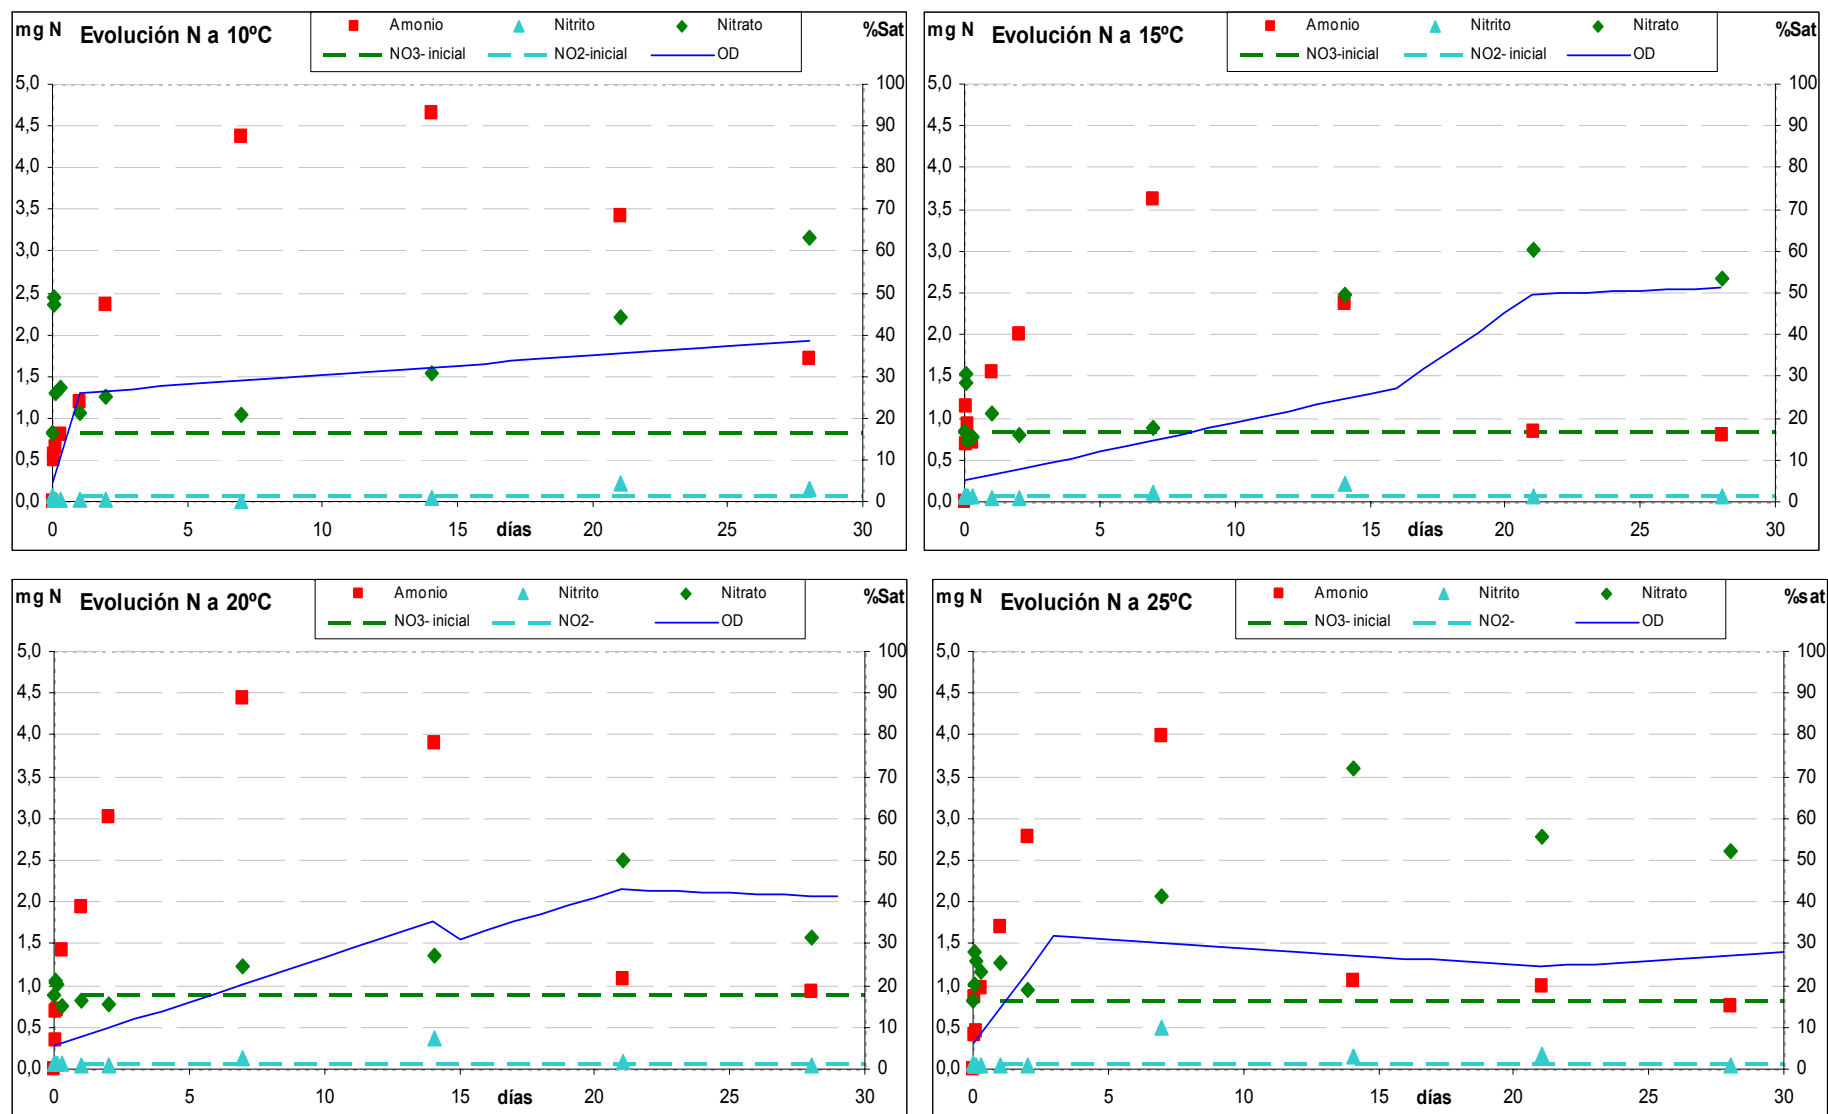 mg N Evolución N a 10ºC %Sat
Amonio Nitrito Nitrato
NO3- inicial NO2-inicial OD
5,0 100
4,5 90
4,0 80
3,5 70
3,0 60
2,5 50
2,0 40
1,5 30
1,0 20
0,5 10
0,0 0
0 5 10 15 días 20 25 30
mg N Evolución N a 15ºC %Sat
Amonio Nitrito Nitrato
NO3-inicial NO2- inicial OD
5,0 100
4,5 90
4,0 80
3,5 70
3,0 60
2,5 50
2,0 40
1,5 30
1,0 20
0,5 10
0,0 0
0 5 10 15 días 20 25 30
mg N Evolución N a 20ºC %Sat
Amonio Nitrito Nitrato
NO3- inicial NO2- OD
5,0 100
4,5 90
4,0 80
3,5 70
3,0 60
2,5 50
2,0 40
1,5 30
1,0 20
0,5 10
0,0 0
0 5 10 15 días 20 25 30
mg N Evolución N a 25ºC %sat
Amonio Nitrito Nitrato
NO3- inicial NO2- OD
5,0 100
4,5 90
4,0 80
3,5 70
3,0 60
2,5 50
2,0 40
1,5 30
1,0 20
0,5 10
0,0 0
0 5 10 15 días 20 25 30